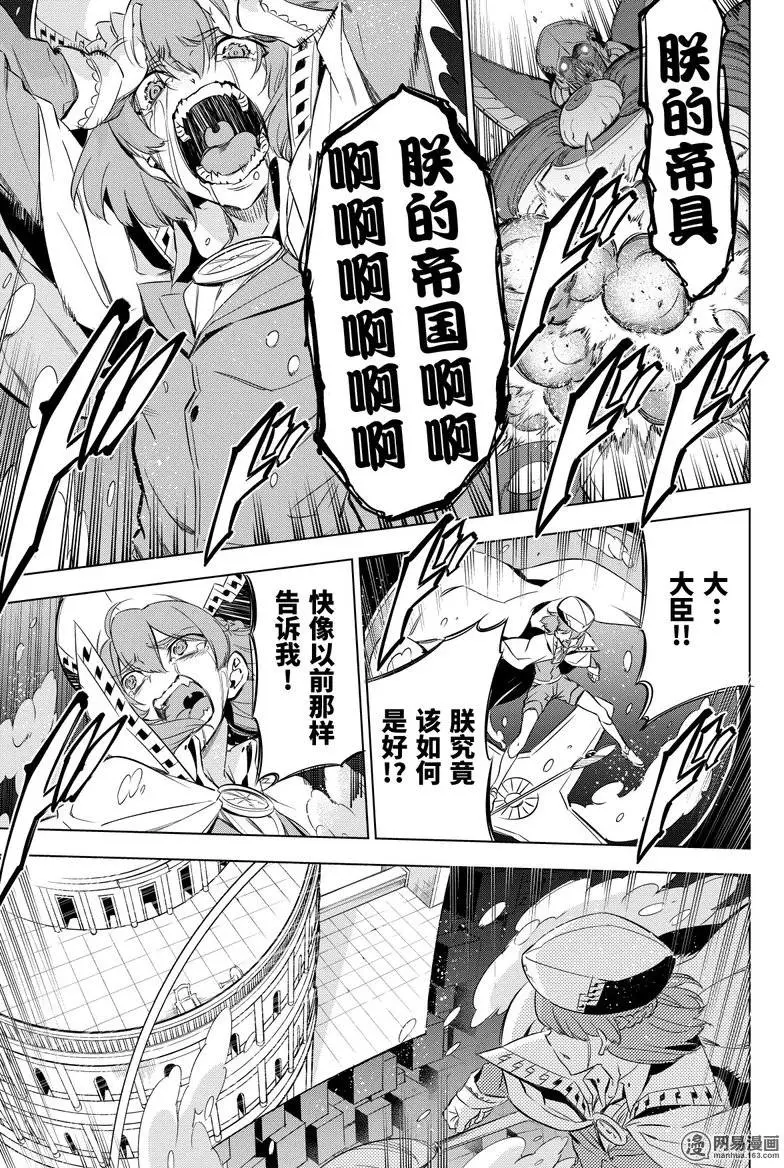 朕的帝具
朕的帝国啊啊
啊啊啊啊啊啊
大…
大臣!!
朕究竟
该如何
是好!?
快像以前那样
告诉我！
网易漫画
manhua.163.com